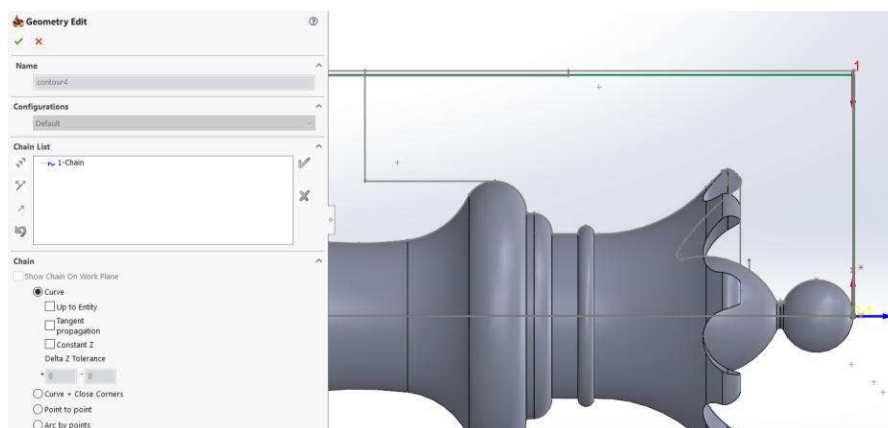 Geometry Edit
Name
contour4
Configurations
Default
Chain List
1-Chain
Chain
Show Chain On Work Plane
Curve
Up to Entity
Tangent
propagation
Constant Z
Delta Z Tolerance
+ 0 - 0
Curve + Close Corners
Point to point
Arc by points
1